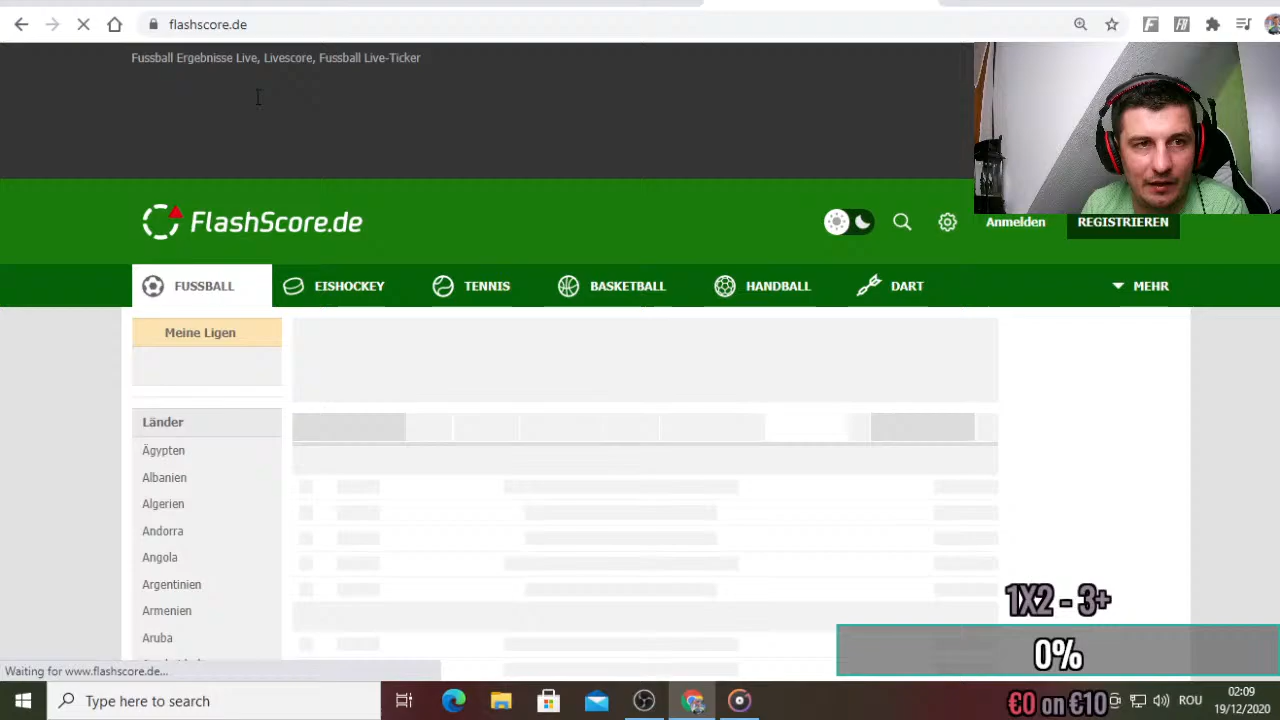 flashscore.de
Fussball Ergebnisse Live, Livescore, Fussball Live-Ticker
FlashScore.de
Anmelden
REGISTRIEREN
FUSSBALL
EISHOCKEY
TENNIS
BASKETBALL
HANDBALL
DART
MEHR
Meine Ligen
Länder
Ägypten
Albanien
Algerien
Andorra
Angola
Argentinien
Armenien
Aruba
1X2 - 3+
0%
€0 on €10
Waiting for www.flashscore.de...
Type here to search
ROU
02:09
19/12/2020